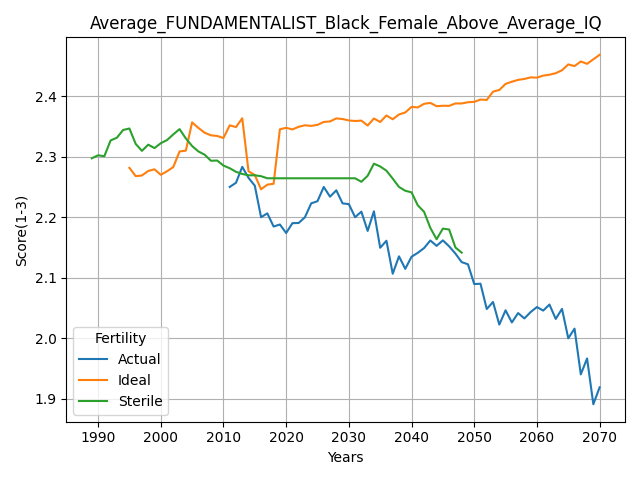 Average_FUNDAMENTALIST_Black_Female_Above_Average_IQ
Score(1-3)
2.4
2.3
2.2
2.1
2.0
1.9
Fertility
Actual
Ideal
Sterile
1990 2000 2010 2020 2030 2040 2050 2060 2070
Years